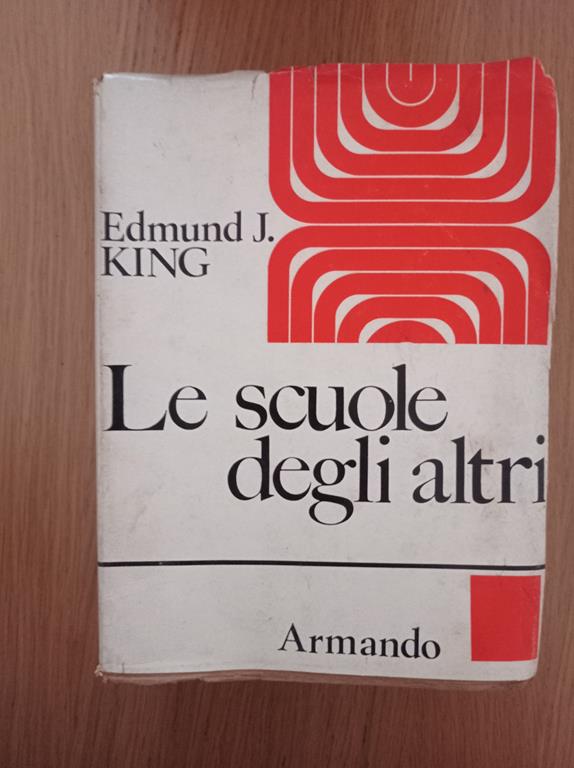 Edmund J.
KING
Le scuole
degli altri
Armando